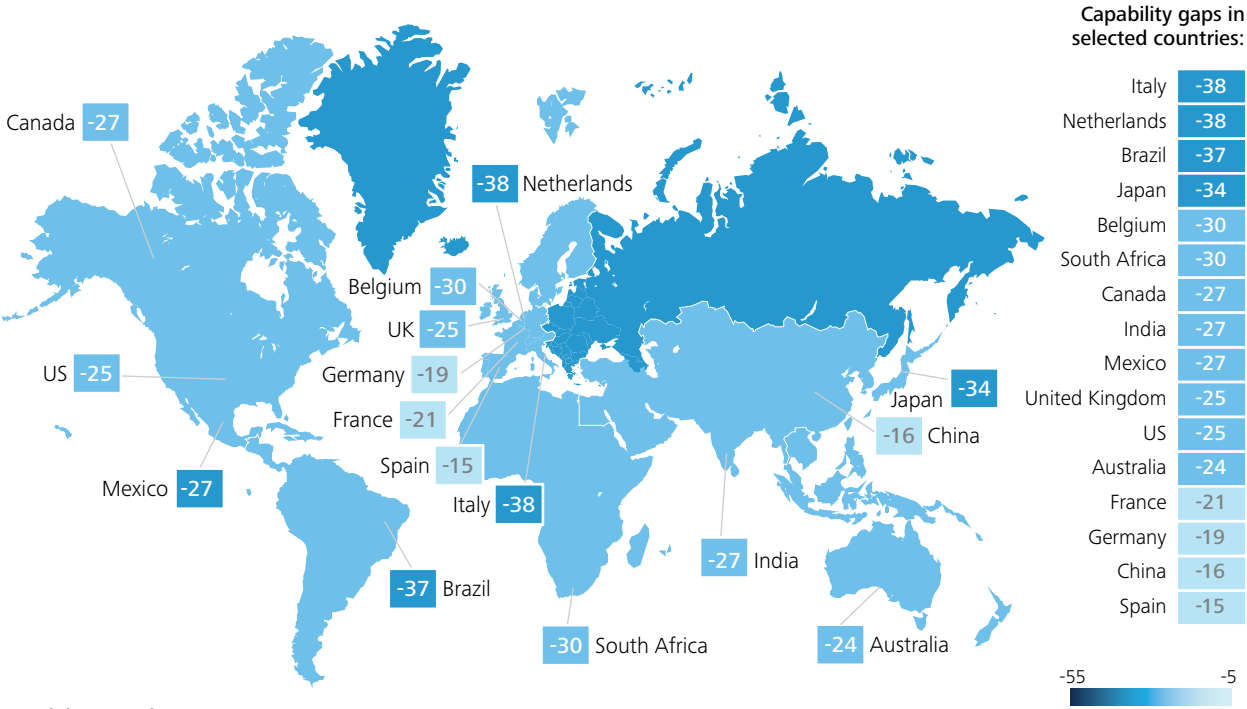 Capability gaps in
selected countries:
Canada -27
-38 Netherlands
Belgium -30
UK -25
Germany -19
US -25
France -21
Spain -15
Italy -38
Mexico -27
-37 Brazil
-30 South Africa
-27 India
-24 Australia
Japan -34
-16 China
Italy -38
Netherlands -38
Brazil -37
Japan -34
Belgium -30
South Africa -30
Canada -27
India -27
Mexico -27
United Kingdom -25
US -25
Australia -24
France -21
Germany -19
China -16
Spain -15
-55 -5